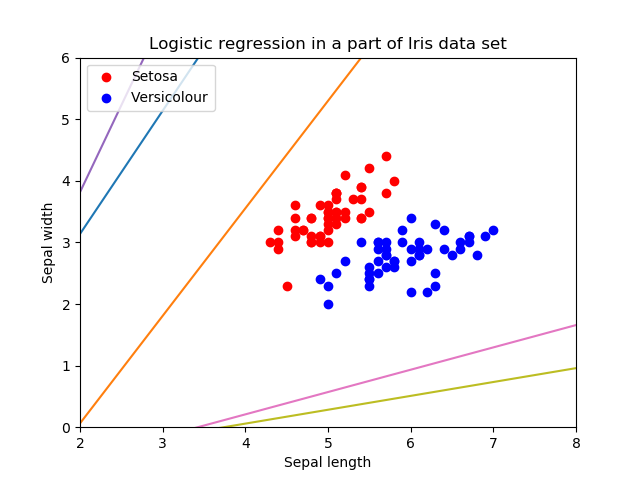 Logistic regression in a part of Iris data set
Setosa
Versicolour
Sepal width
6
5
4
3
2
1
0
2 3 4 5 6 7 8
Sepal length